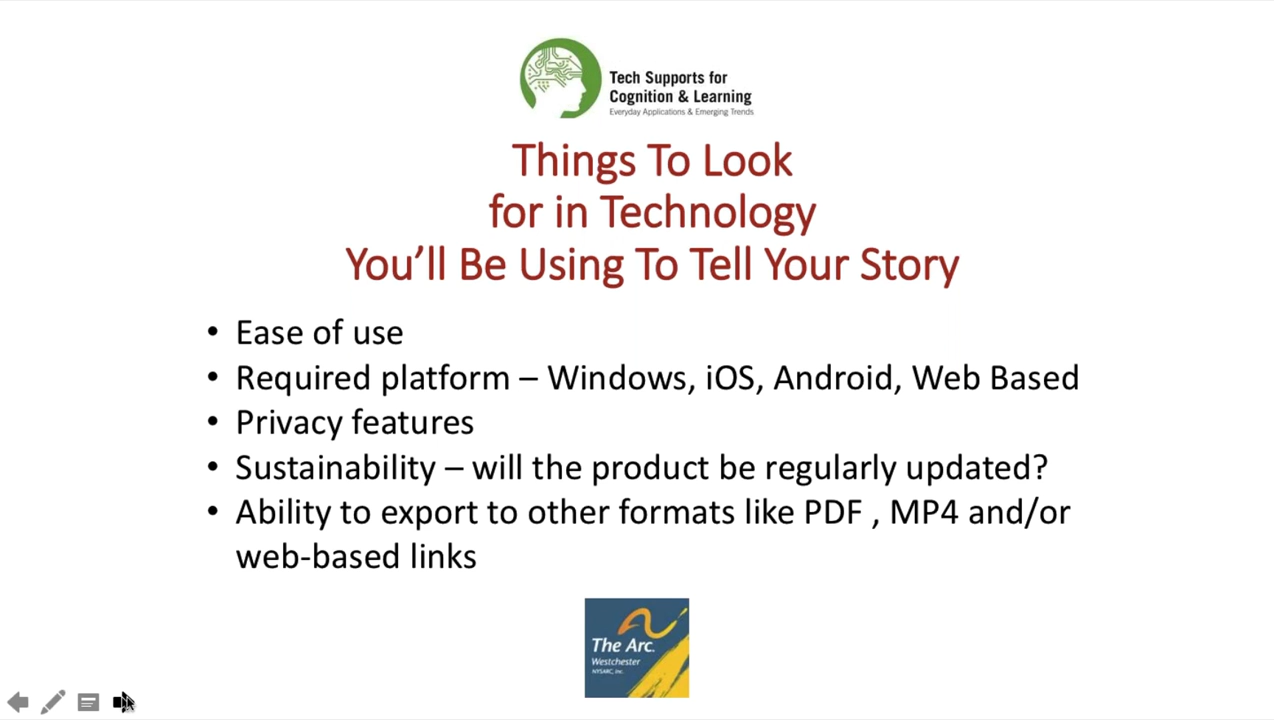 Tech Supports for
Cognition & Learning
Everyday Applications & Emerging Trends
Things To Look
for in Technology
You’ll Be Using To Tell Your Story
• Ease of use
• Required platform – Windows, iOS, Android, Web Based
• Privacy features
• Sustainability – will the product be regularly updated?
• Ability to export to other formats like PDF , MP4 and/or
web-based links
The Arc.
Westchester
NYSARC, Inc.